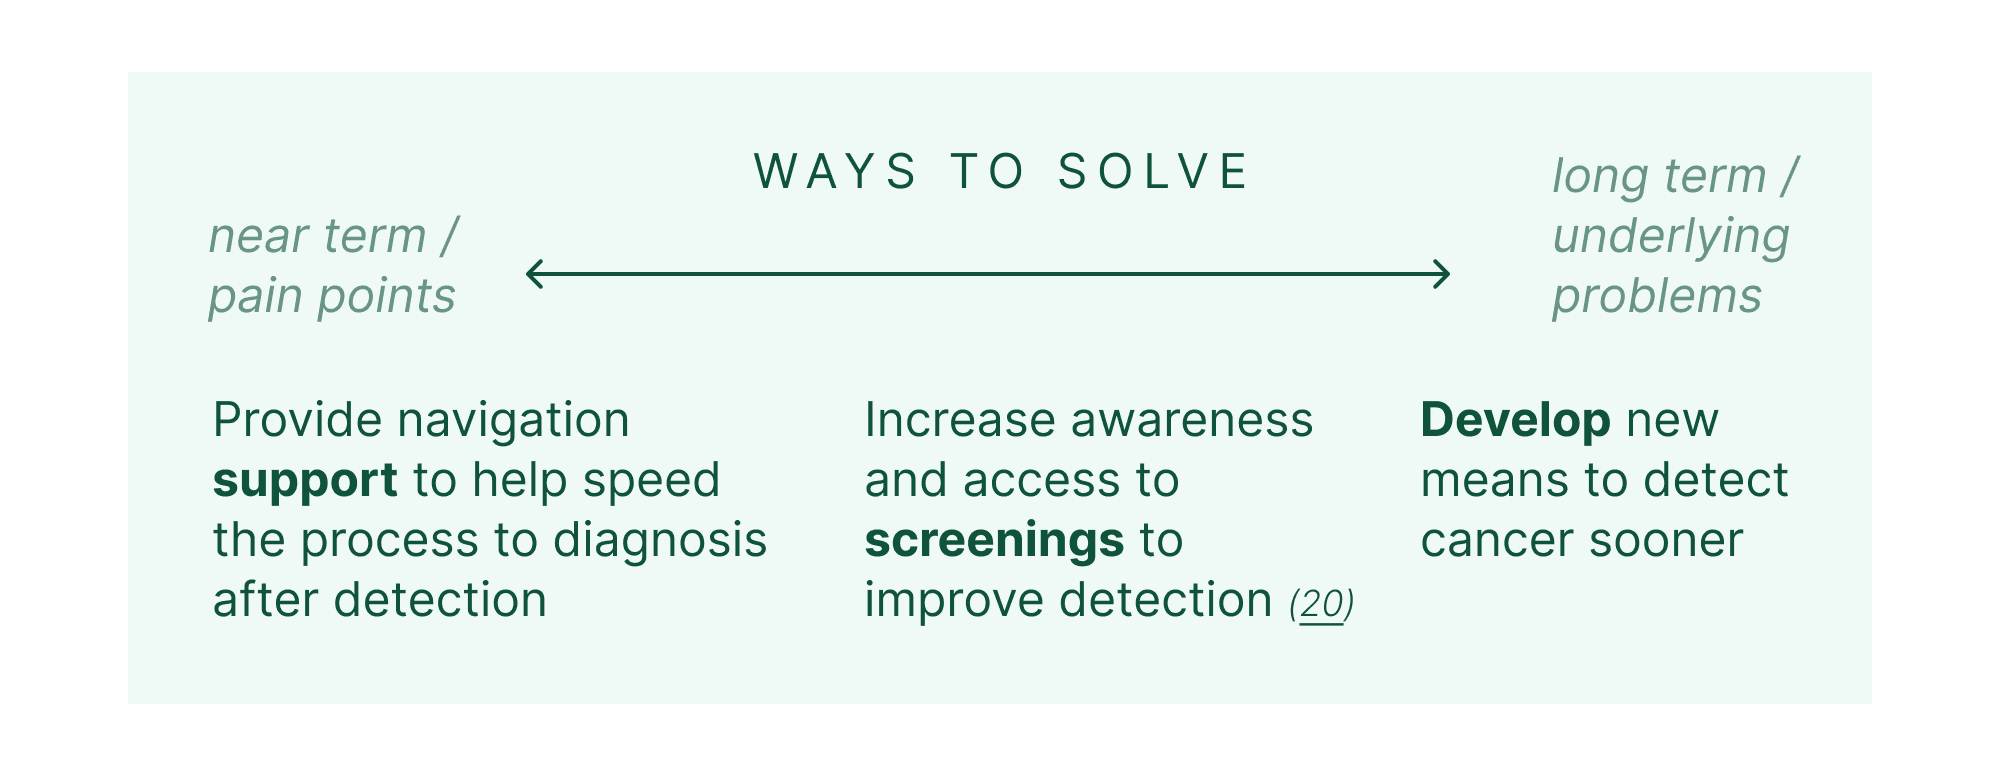 WAYS TO SOLVE
near term /
pain points
long term /
underlying
problems
Provide navigation
support to help speed
the process to diagnosis
after detection
Increase awareness
and access to
screenings to
improve detection (20)
Develop new
means to detect
cancer sooner